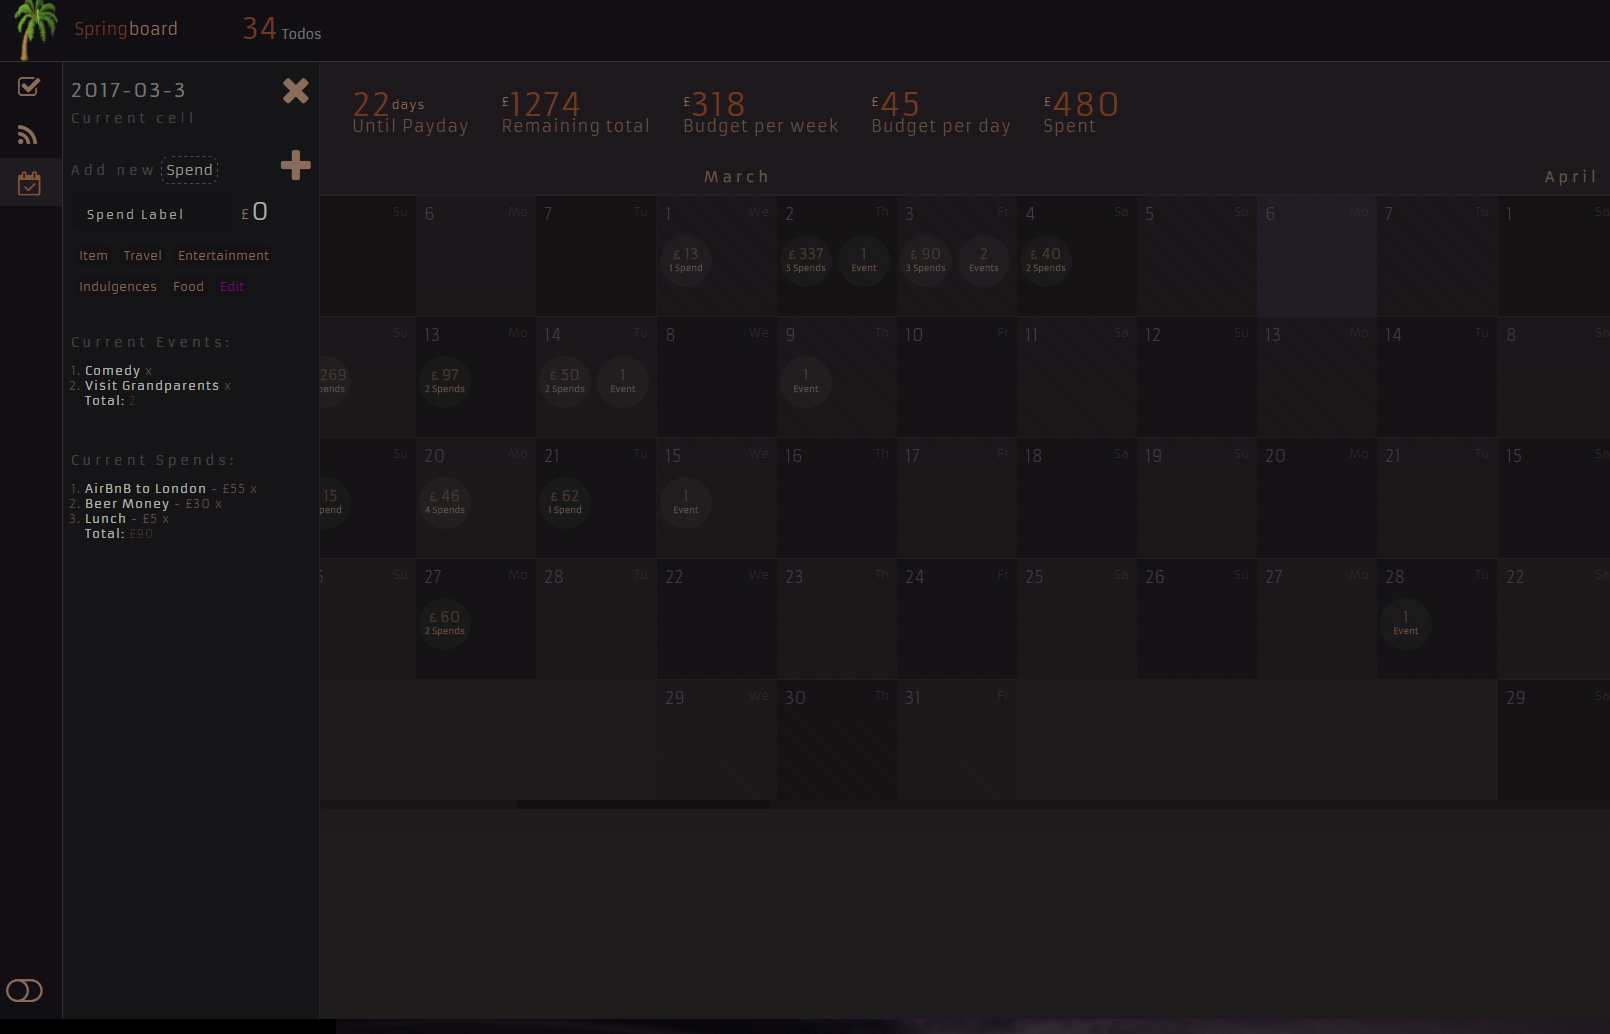 Springboard 34 Todos
2017-03-3
Current cell
Add new Spend
Spend Label £0
Item Travel Entertainment
Indulgences Food Edit
Current Events:
1. Comedy x
2. Visit Grandparents x
Total: 2
Current Spends:
1. AirBnB to London - £55 x
2. Beer Money - £30 x
3. Lunch - £5 x
Total: £90
22 days £1274 £318 £45 £480
Until Payday Remaining total Budget per week Budget per day Spent
March April
Su 6 Mo 7 Tu 1 We 2 Th 3 Fr 4 Sa 5 Su 6 Mo 7 Tu 1 Sa
£ 13 £ 337 1 £ 90 2 £ 40
1 Spend 5 Spends Event 3 Spends Events 2 Spends
Su 13 Mo 14 Tu 8 We 9 Th 10 Fr 11 Sa 12 Su 13 Mo 14 Tu 8 Sa
269 £ 97 £ 50 1 1
pends 2 Spends 2 Spends Event Event
Su 20 Mo 21 Tu 15 We 16 Th 17 Fr 18 Sa 19 Su 20 Mo 21 Tu 15 Sa
15 £ 46 £ 62 1
pend 4 Spends 1 Spend Event
Su 27 Mo 28 Tu 22 We 23 Th 24 Fr 25 Sa 26 Su 27 Mo 28 Tu 22 Sa
£ 60 1
2 Spends Event
29 We 30 Th 31 Fr 29 Sa